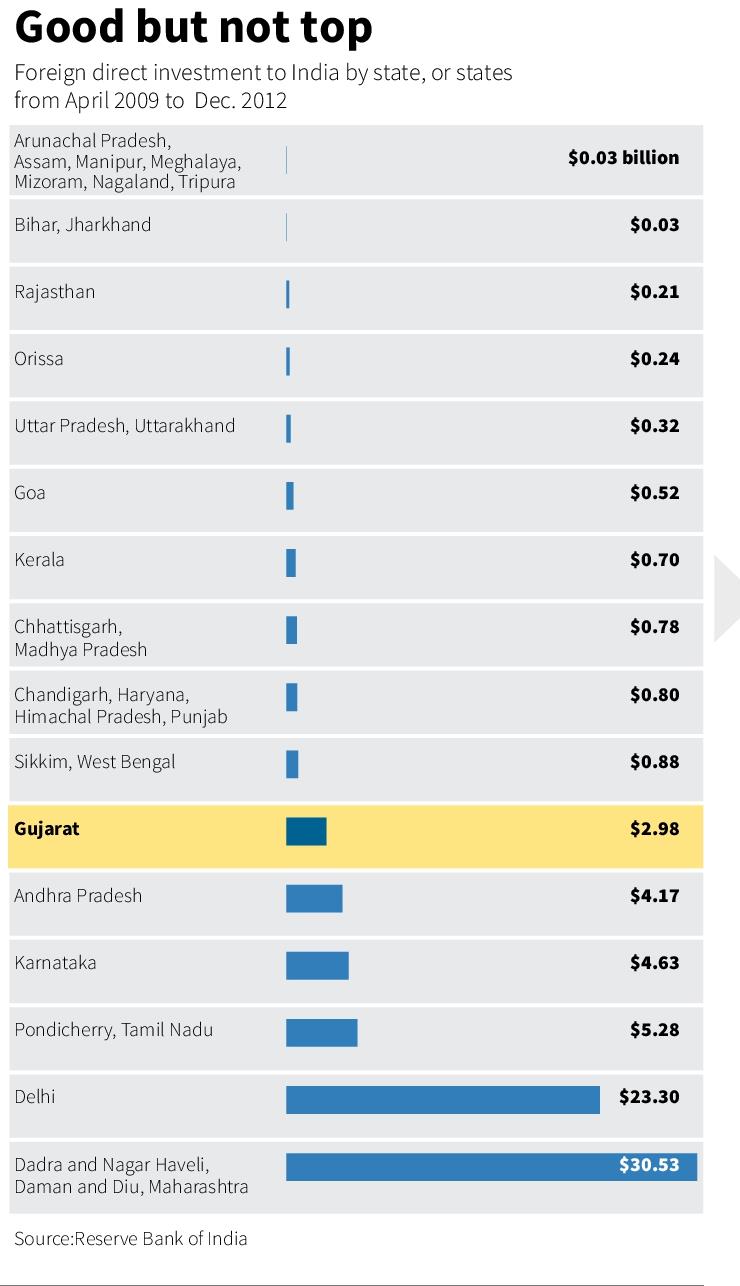 Good but not top
Foreign direct investment to India by state, or states
from April 2009 to Dec. 2012
Arunachal Pradesh,
Assam, Manipur, Meghalaya,
Mizoram, Nagaland, Tripura
$0.03 billion
Bihar, Jharkhand
$0.03
Rajasthan
$0.21
Orissa
$0.24
Uttar Pradesh, Uttarakhand
$0.32
Goa
$0.52
Kerala
$0.70
Chhattisgarh,
Madhya Pradesh
$0.78
Chandigarh, Haryana,
Himachal Pradesh, Punjab
$0.80
Sikkim, West Bengal
$0.88
Gujarat
$2.98
Andhra Pradesh
$4.17
Karnataka
$4.63
Pondicherry, Tamil Nadu
$5.28
Delhi
$23.30
Dadra and Nagar Haveli,
Daman and Diu, Maharashtra
$30.53
Source:Reserve Bank of India